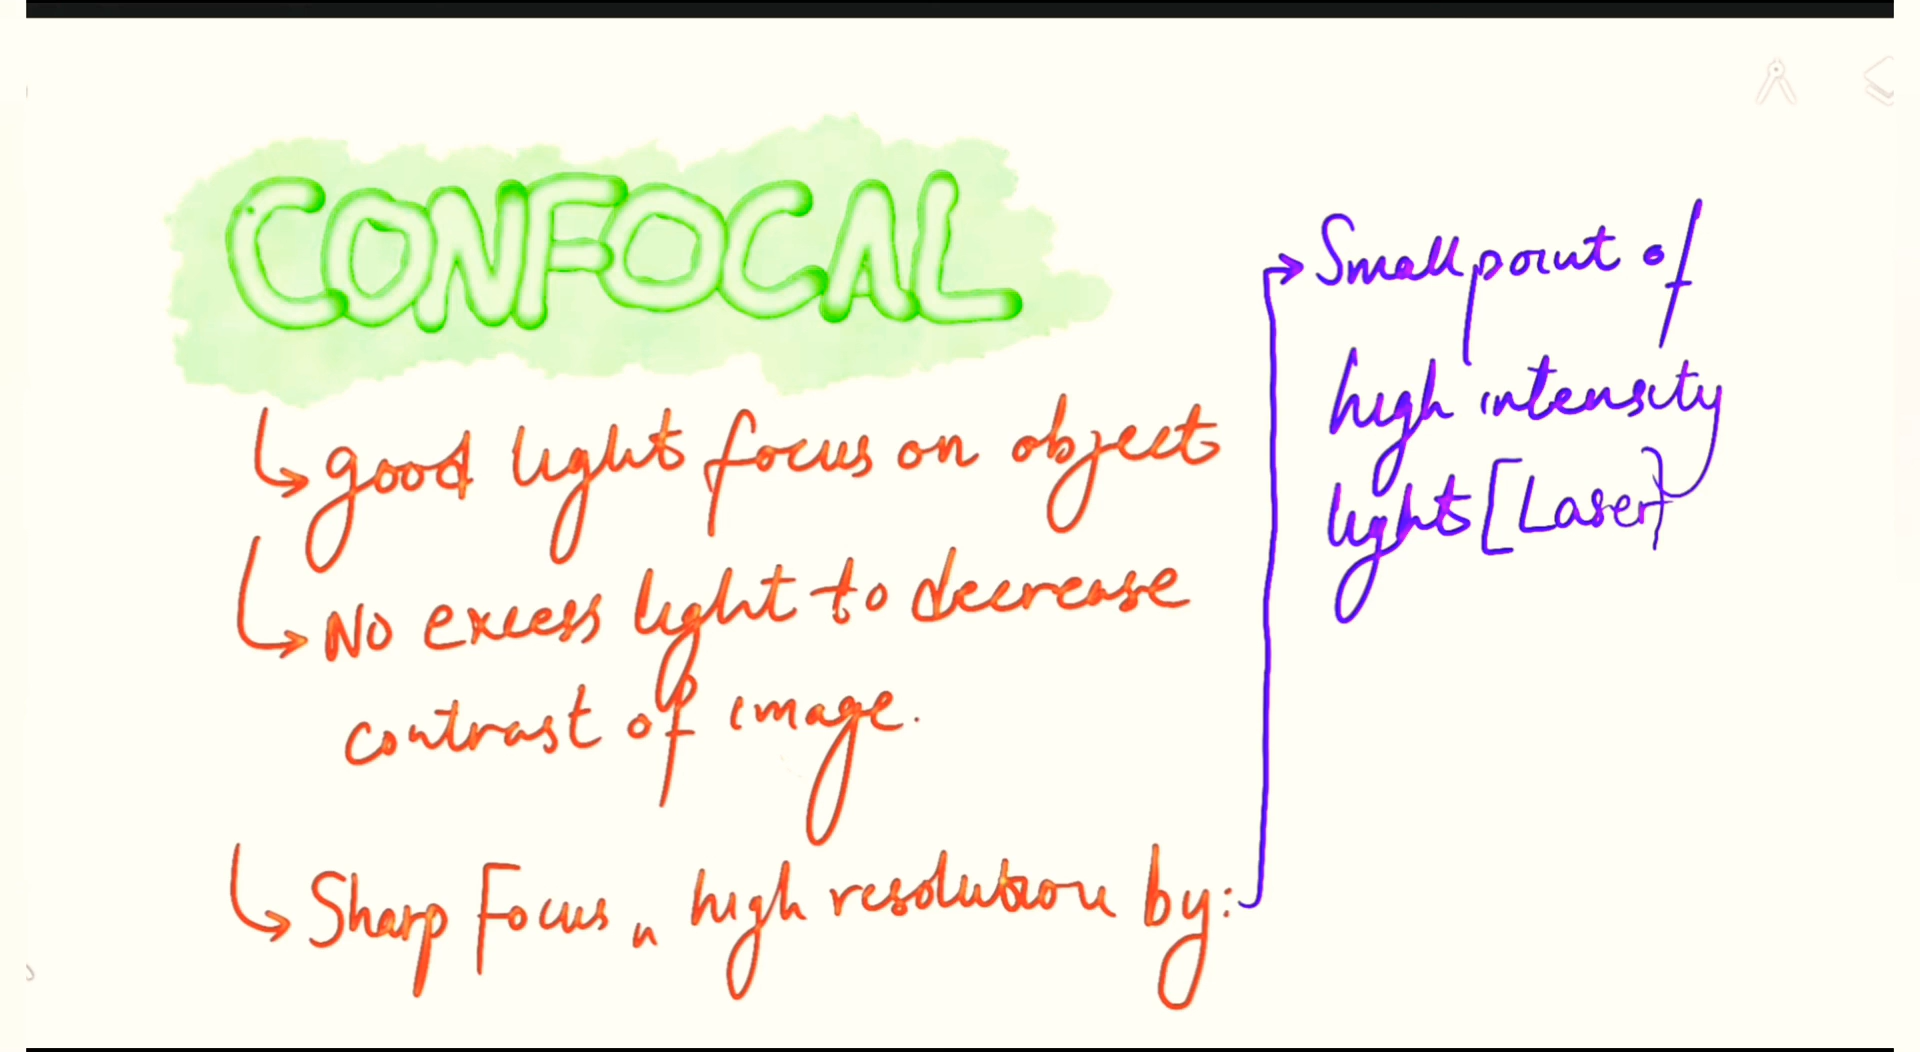 CONFOCAL
good light focus on object
No excess light to decrease
contrast of image.
Sharp Focus n high resolution by:
Small point of
high intensity
light [Laser]